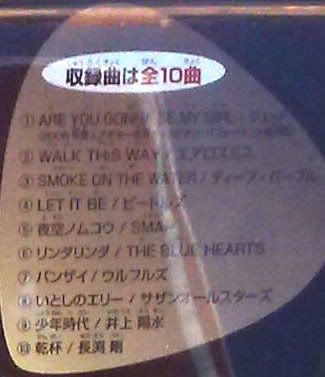 収録曲は全10曲
① ARE YOU GONNA BE MY GIRL / ジェット
② WALK THIS WAY / エアロスミス
③ SMOKE ON THE WATER / ディープ・パープル
④ LET IT BE / ビートルズ
⑤ 夜空ノムコウ / SMAP
⑥ リンダリンダ / THE BLUE HEARTS
⑦ バンザイ / ウルフルズ
⑧ いとしのエリー / サザンオールスターズ
⑨ 少年時代 / 井上 陽水
⑩ 乾杯 / 長渕 剛